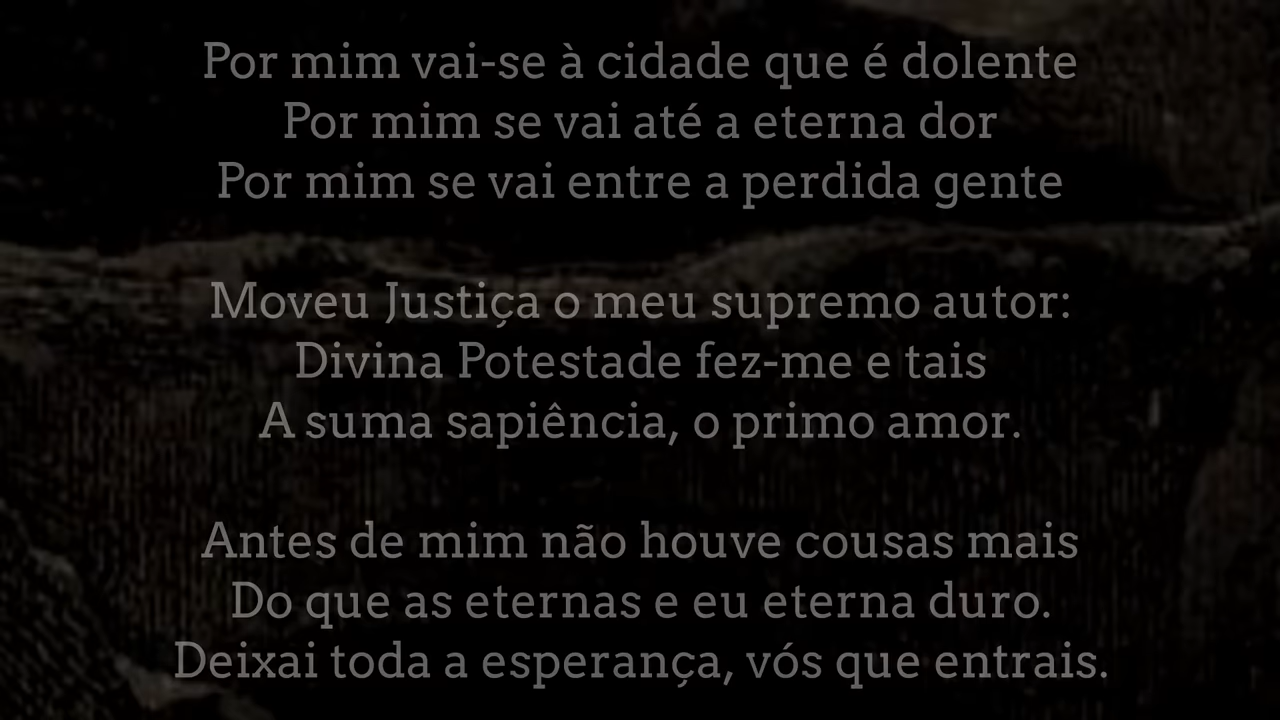 Por mim vai-se à cidade que é dolente
Por mim se vai até a eterna dor
Por mim se vai entre a perdida gente
Moveu Justiça o meu supremo autor:
Divina Potestade fez-me e tais
A suma sapiência, o primo amor.
Antes de mim não houve cousas mais
Do que as eternas e eu eterna duro.
Deixai toda a esperança, vós que entrais.